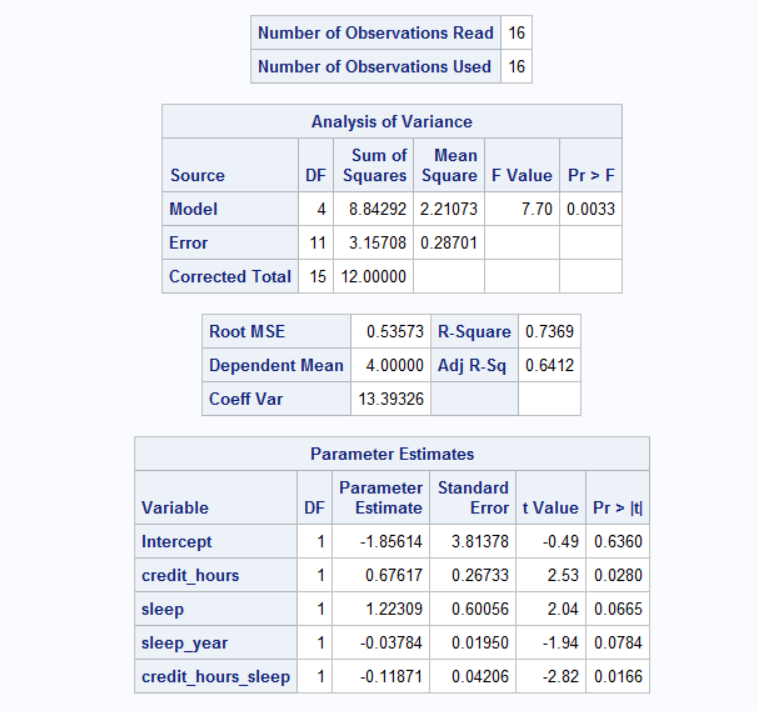 Number of Observations Read 16
Number of Observations Used 16
Analysis of Variance
Source DF Sum of Squares Mean Square F Value Pr > F
Model 4 8.84292 2.21073 7.70 0.0033
Error 11 3.15708 0.28701
Corrected Total 15 12.00000
Root MSE 0.53573 R-Square 0.7369
Dependent Mean 4.00000 Adj R-Sq 0.6412
Coeff Var 13.39326
Parameter Estimates
Variable DF Parameter Estimate Standard Error t Value Pr > |t|
Intercept 1 -1.85614 3.81378 -0.49 0.6360
credit_hours 1 0.67617 0.26733 2.53 0.0280
sleep 1 1.22309 0.60056 2.04 0.0665
sleep_year 1 -0.03784 0.01950 -1.94 0.0784
credit_hours_sleep 1 -0.11871 0.04206 -2.82 0.0166